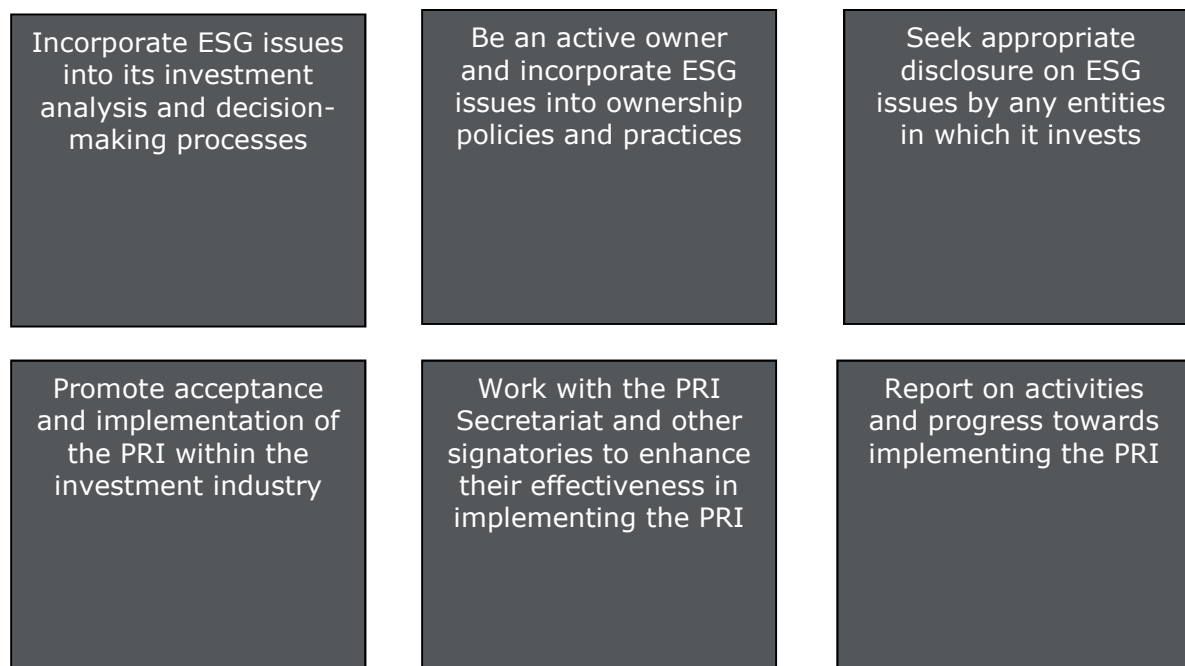 Incorporate ESG issues
into its investment
analysis and decision-
making processes
Be an active owner
and incorporate ESG
issues into ownership
policies and practices
Seek appropriate
disclosure on ESG
issues by any entities
in which it invests
Promote acceptance
and implementation of
the PRI within the
investment industry
Work with the PRI
Secretariat and other
signatories to enhance
their effectiveness in
implementing the PRI
Report on activities
and progress towards
implementing the PRI